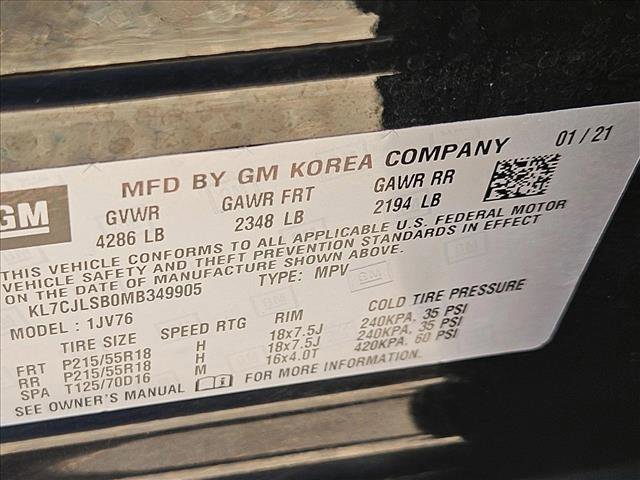 GM
MFD BY GM KOREA COMPANY 01/21
GVWR GAWR FRT GAWR RR
4286 LB 2348 LB 2194 LB
THIS VEHICLE CONFORMS TO ALL APPLICABLE U.S. FEDERAL MOTOR
VEHICLE SAFETY AND THEFT PREVENTION STANDARDS IN EFFECT
ON THE DATE OF MANUFACTURE SHOWN ABOVE.
KL7CJLSB0MB349905 TYPE: MPV
MODEL: 1JV76
TIRE SIZE SPEED RTG RIM COLD TIRE PRESSURE
FRT P215/55R18 H 18x7.5J 240KPA, 35 PSI
RR P215/55R18 H 18x7.5J 240KPA, 35 PSI
SPA T125/70D16 M 16x4.0T 420KPA, 60 PSI
SEE OWNER'S MANUAL FOR MORE INFORMATION.